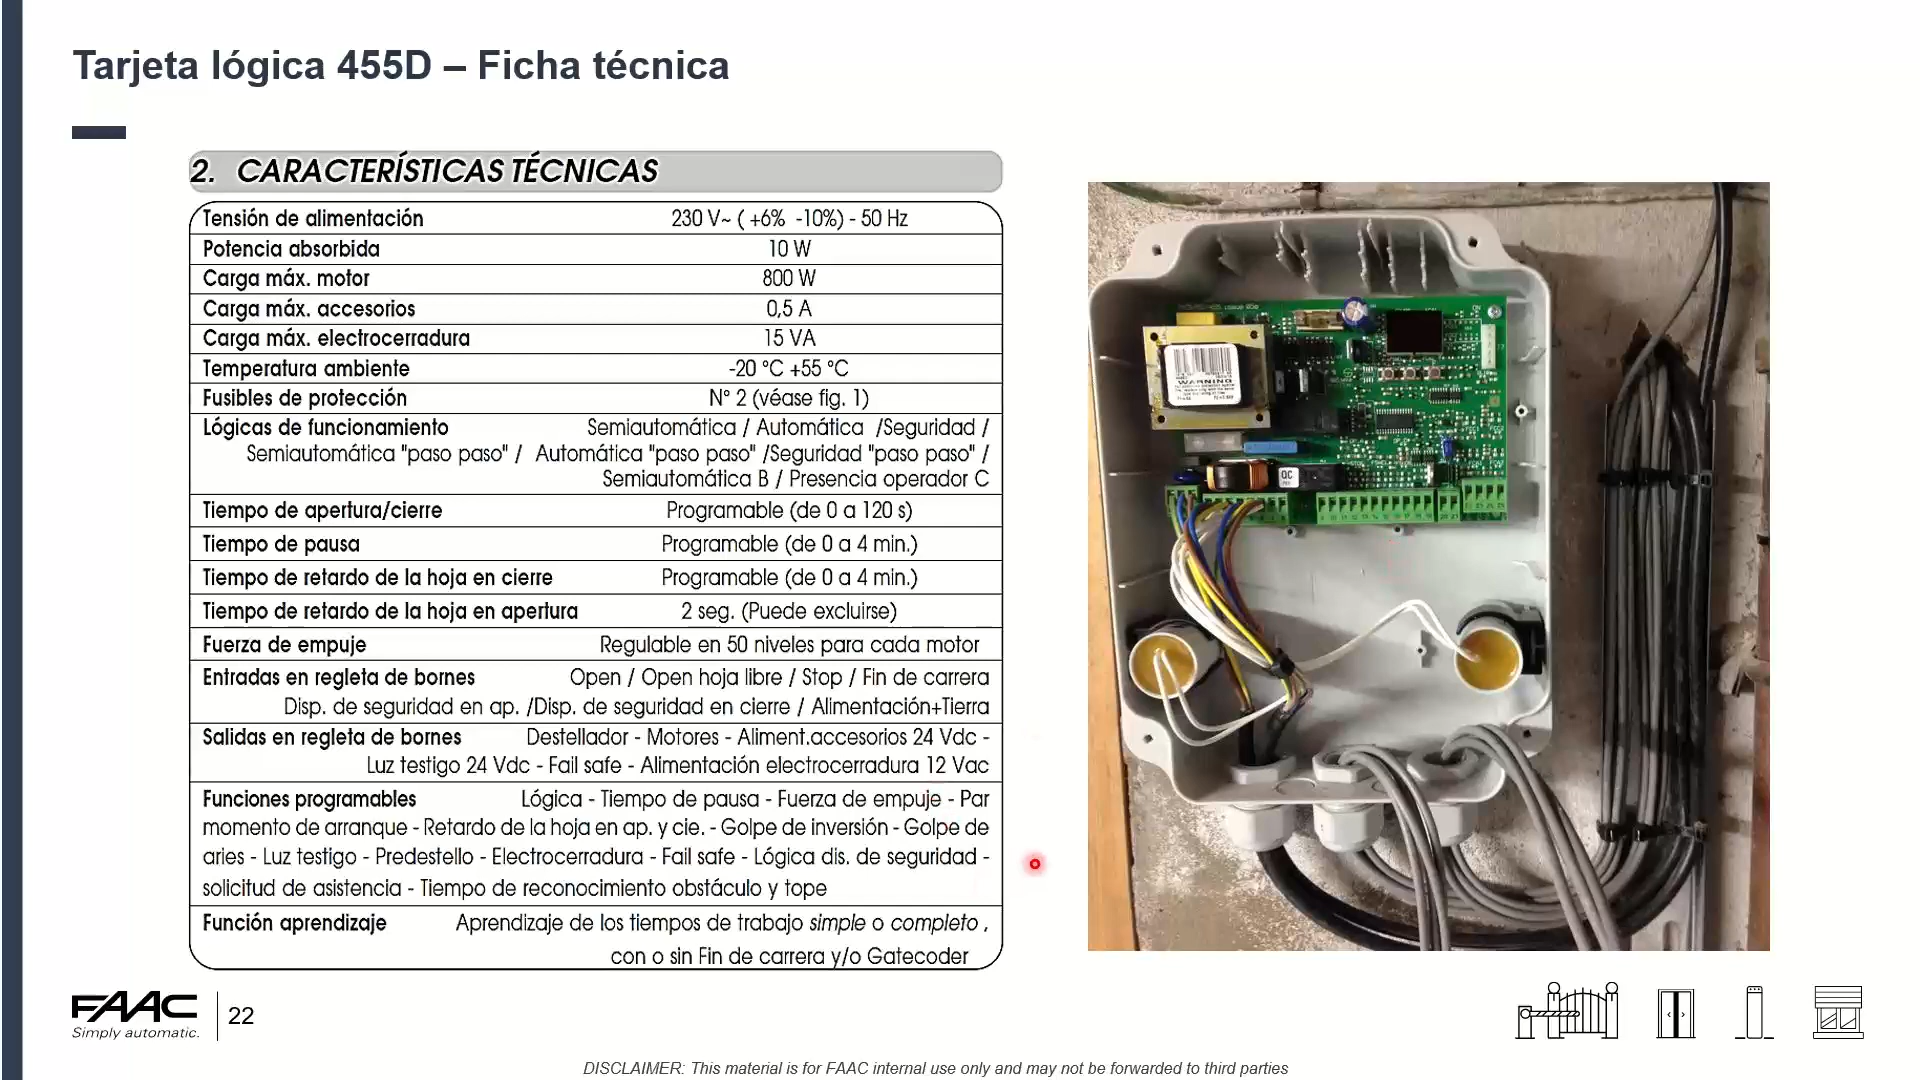 Tarjeta lógica 455D – Ficha técnica
2. CARACTERÍSTICAS TÉCNICAS
Tensión de alimentación 230 V~ ( +6% -10%) - 50 Hz
Potencia absorbida 10 W
Carga máx. motor 800 W
Carga máx. accesorios 0,5 A
Carga máx. electrocerradura 15 VA
Temperatura ambiente -20 °C +55 °C
Fusibles de protección N° 2 (véase fig. 1)
Lógicas de funcionamiento Semiautomática / Automática /Seguridad /
Semiautomática "paso paso" / Automática "paso paso" /Seguridad "paso paso" /
Semiautomática B / Presencia operador C
Tiempo de apertura/cierre Programable (de 0 a 120 s)
Tiempo de pausa Programable (de 0 a 4 min.)
Tiempo de retardo de la hoja en cierre Programable (de 0 a 4 min.)
Tiempo de retardo de la hoja en apertura 2 seg. (Puede excluirse)
Fuerza de empuje Regulable en 50 niveles para cada motor
Entradas en regleta de bornes Open / Open hoja libre / Stop / Fin de carrera
Disp. de seguridad en ap. /Disp. de seguridad en cierre / Alimentación+Tierra
Salidas en regleta de bornes Destellador - Motores - Aliment.accesorios 24 Vdc -
Luz testigo 24 Vdc - Fail safe - Alimentación electrocerradura 12 Vac
Funciones programables Lógica - Tiempo de pausa - Fuerza de empuje - Par
momento de arranque - Retardo de la hoja en ap. y cie. - Golpe de inversión - Golpe de
aries - Luz testigo - Predestello - Electrocerradura - Fail safe - Lógica dis. de seguridad -
solicitud de asistencia - Tiempo de reconocimiento obstáculo y tope
Función aprendizaje Aprendizaje de los tiempos de trabajo simple o completo ,
con o sin Fin de carrera y/o Gatecoder
WARNING
QC
FAAC
Simply automatic.
22
DISCLAIMER: This material is for FAAC internal use only and may not be forwarded to third parties